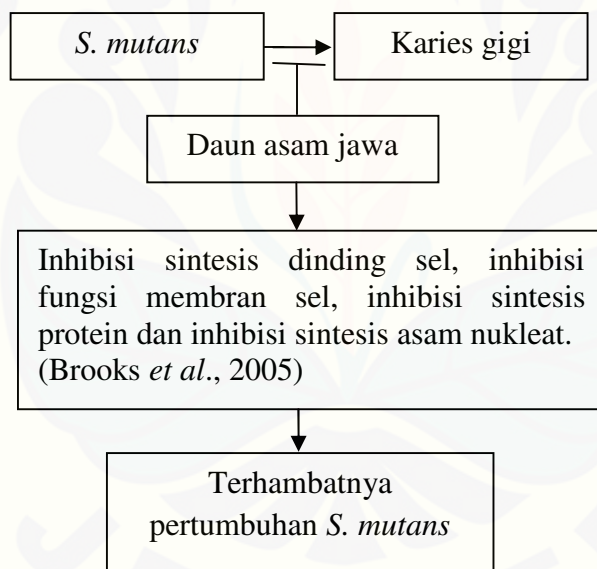 S. mutans
Karies gigi
Daun asam jawa
Inhibisi sintesis dinding sel, inhibisi
fungsi membran sel, inhibisi sintesis
protein dan inhibisi sintesis asam nukleat.
(Brooks et al., 2005)
Terhambatnya
pertumbuhan S. mutans